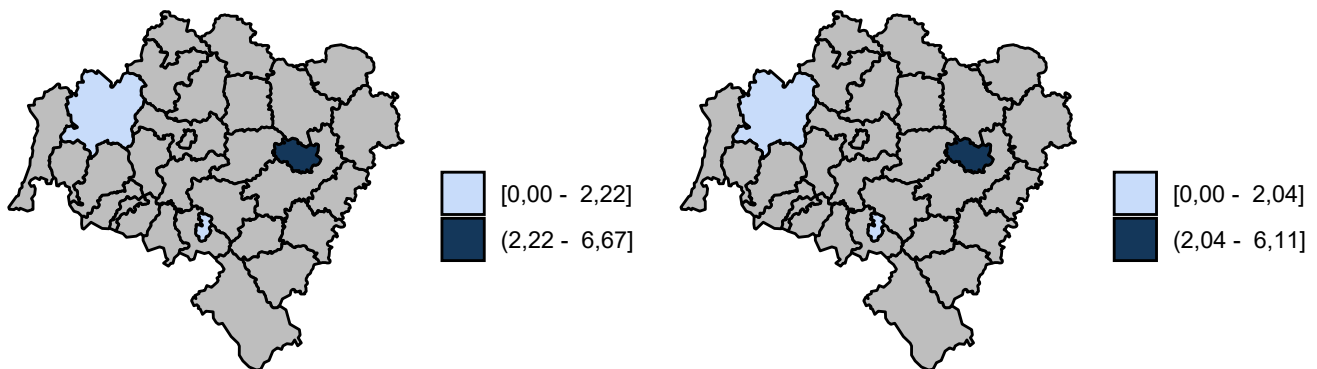 [0,00 - 2,22]
(2,22 - 6,67]
[0,00 - 2,04]
(2,04 - 6,11]